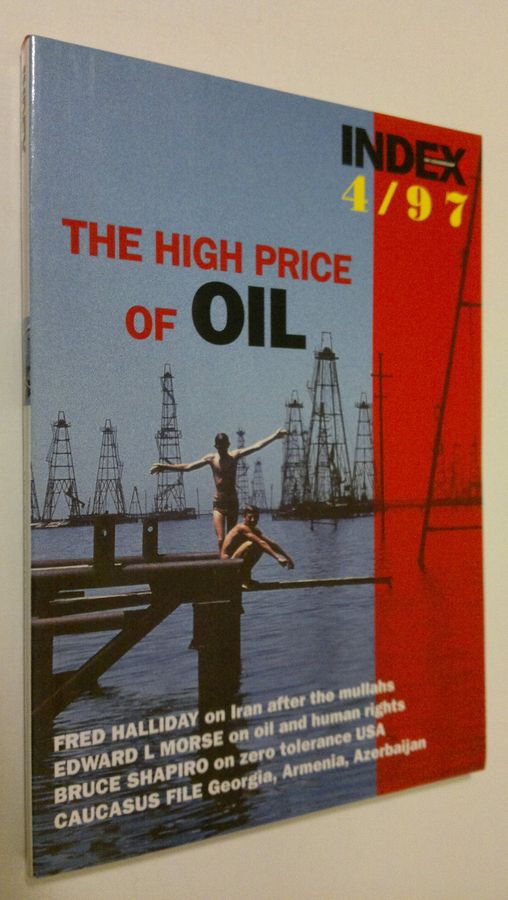 INDEX
4/97
THE HIGH PRICE
OF OIL
FRED HALLIDAY on Iran after the mullahs
EDWARD L MORSE on oil and human rights
BRUCE SHAPIRO on zero tolerance USA
CAUCASUS FILE Georgia, Armenia, Azerbaijan